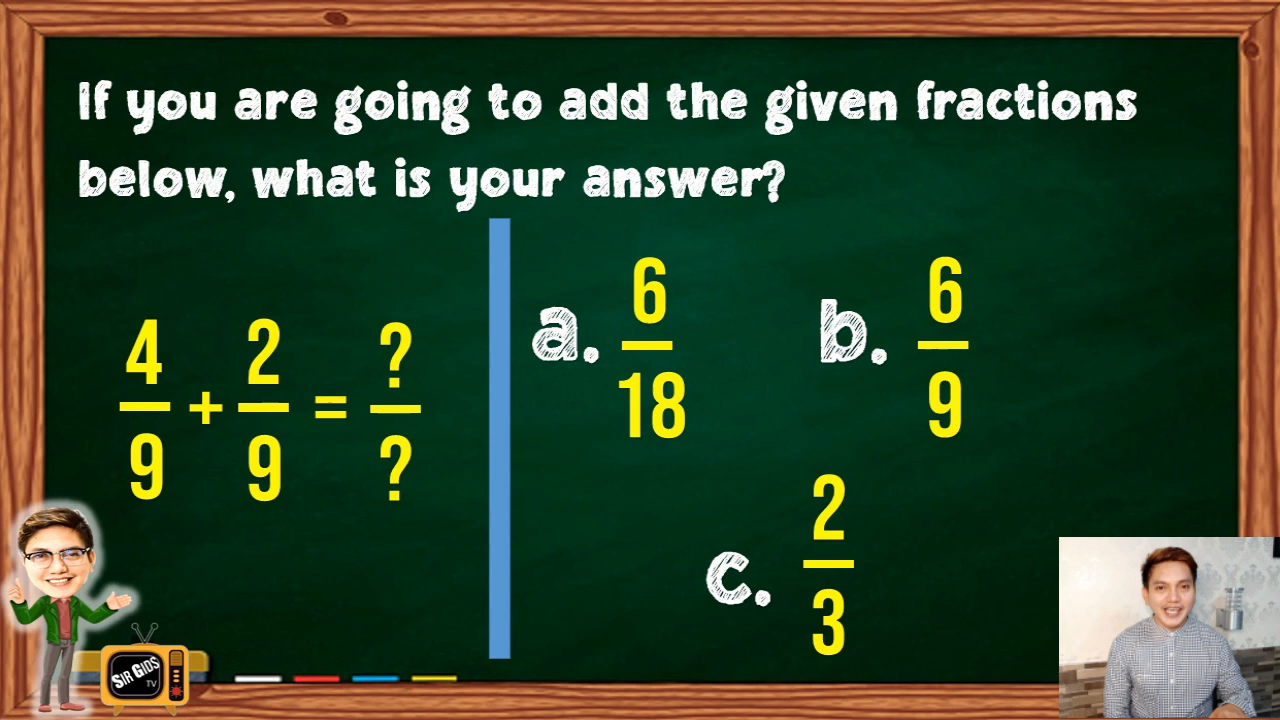 If you are going to add the given fractions
below, what is your answer?
4/9 + 2/9 = ?/?
a. 6/18
b. 6/9
c. 2/3
SIR GIDS
TV